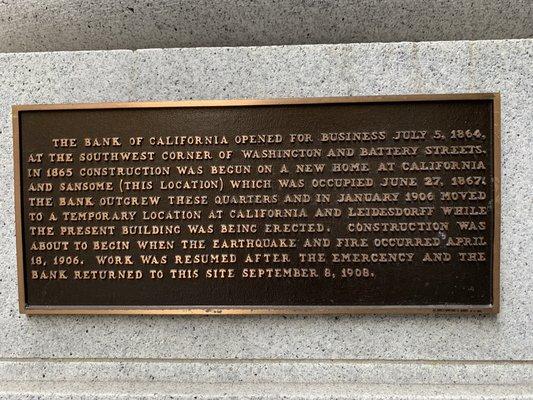 THE BANK OF CALIFORNIA OPENED FOR BUSINESS JULY 5, 1864,
AT THE SOUTHWEST CORNER OF WASHINGTON AND BATTERY STREETS.
IN 1865 CONSTRUCTION WAS BEGUN ON A NEW HOME AT CALIFORNIA
AND SANSOME (THIS LOCATION) WHICH WAS OCCUPIED JUNE 27, 1867.
THE BANK OUTGREW THESE QUARTERS AND IN JANUARY 1906 MOVED
TO A TEMPORARY LOCATION AT CALIFORNIA AND LEIDESDORFF WHILE
THE PRESENT BUILDING WAS BEING ERECTED. CONSTRUCTION WAS
ABOUT TO BEGIN WHEN THE EARTHQUAKE AND FIRE OCCURRED APRIL
18, 1906. WORK WAS RESUMED AFTER THE EMERGENCY AND THE
BANK RETURNED TO THIS SITE SEPTEMBER 8, 1908.